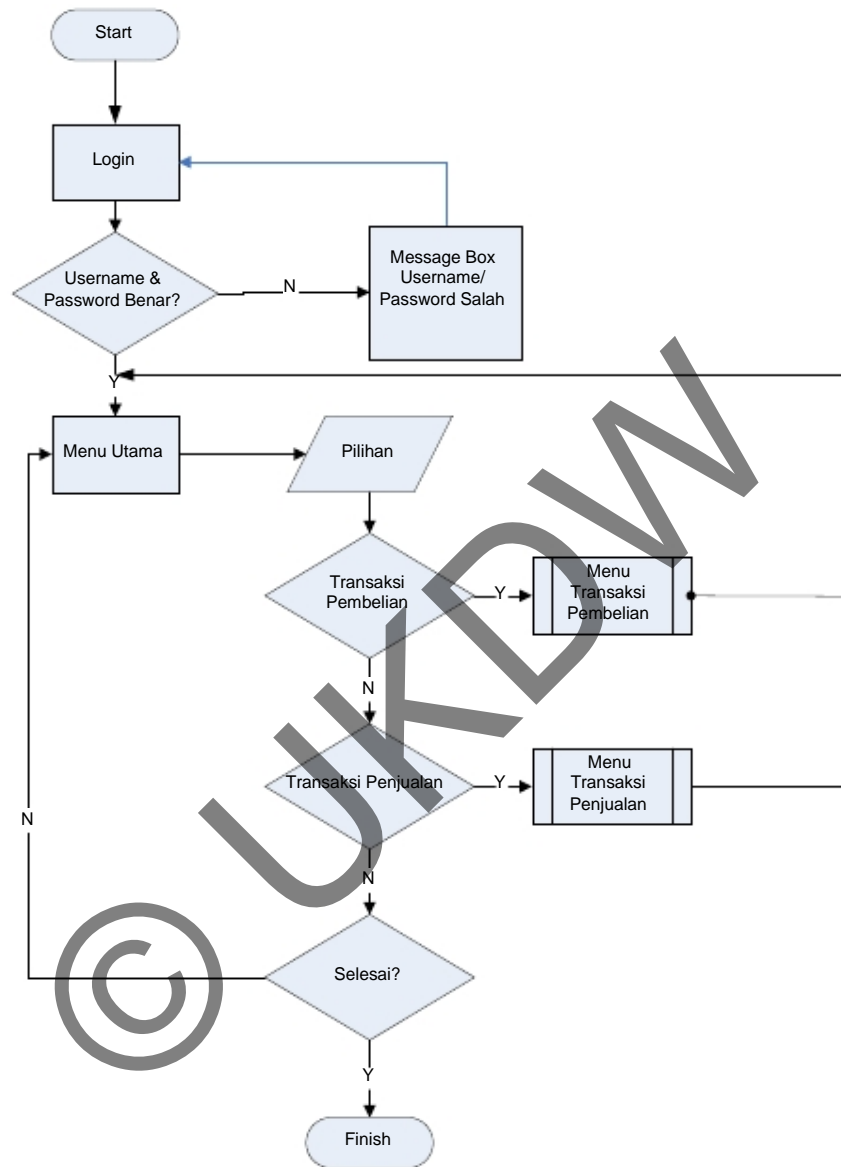 Start
Login
Username &
Password Benar?
N
Message Box
Username/
Password Salah
Y
Menu Utama
Pilihan
Transaksi
Pembelian
Y
Menu
Transaksi
Pembelian
N
Transaksi Penjualan
Y
Menu
Transaksi
Penjualan
N
N
Selesai?
Y
Finish
© UKDW